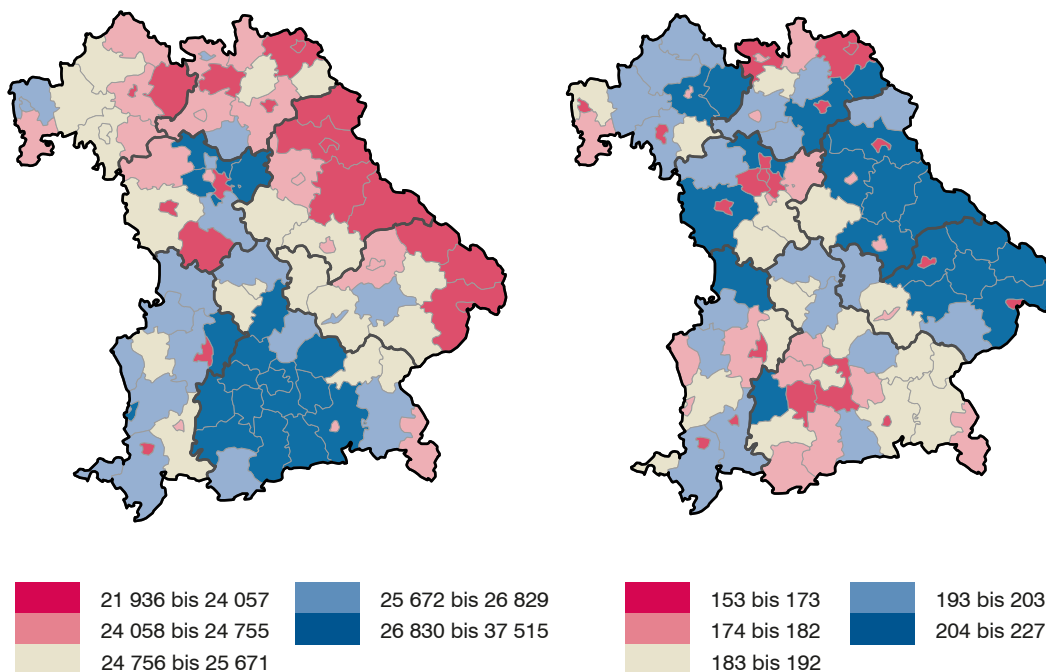 21 936 bis 24 057
24 058 bis 24 755
24 756 bis 25 671
25 672 bis 26 829
26 830 bis 37 515
153 bis 173
174 bis 182
183 bis 192
193 bis 203
204 bis 227